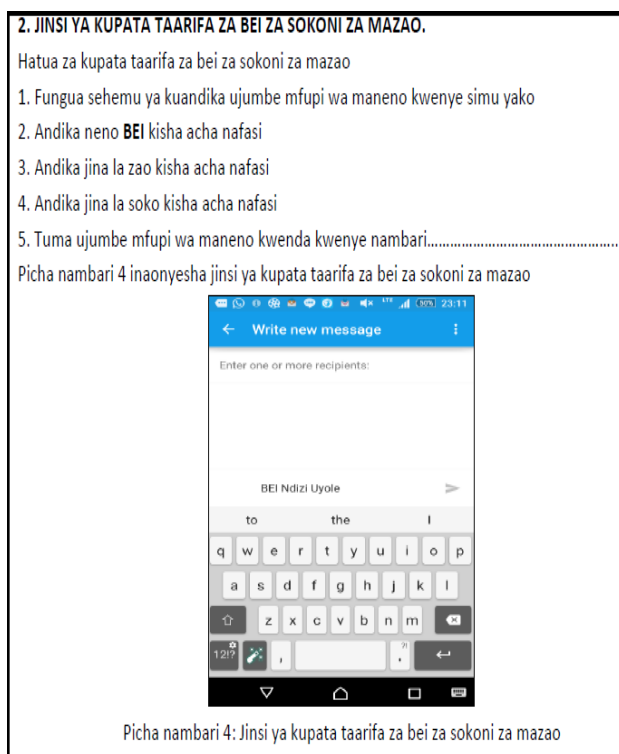 2. JINSI YA KUPATA TAARIFA ZA BEI ZA SOKONI ZA MAZAO.
Hatua za kupata taarifa za bei za sokoni za mazao
1. Fungua sehemu ya kuandika ujumbe mfupi wa maneno kwenye simu yako
2. Andika neno BEI kisha acha nafasi
3. Andika jina la zao kisha acha nafasi
4. Andika jina la soko kisha acha nafasi
5. Tuma ujumbe mfupi wa maneno kwenda kwenye nambari.................................................
Picha nambari 4 inaonyesha jinsi ya kupata taarifa za bei za sokoni za mazao
LTE 50% 23:11
Write new message
Enter one or more recipients:
BEI Ndizi Uyole
to the I
q w e r t y u i o p
a s d f g h j k l
z x c v b n m
12!? , . ?!
Picha nambari 4: Jinsi ya kupata taarifa za bei za sokoni za mazao